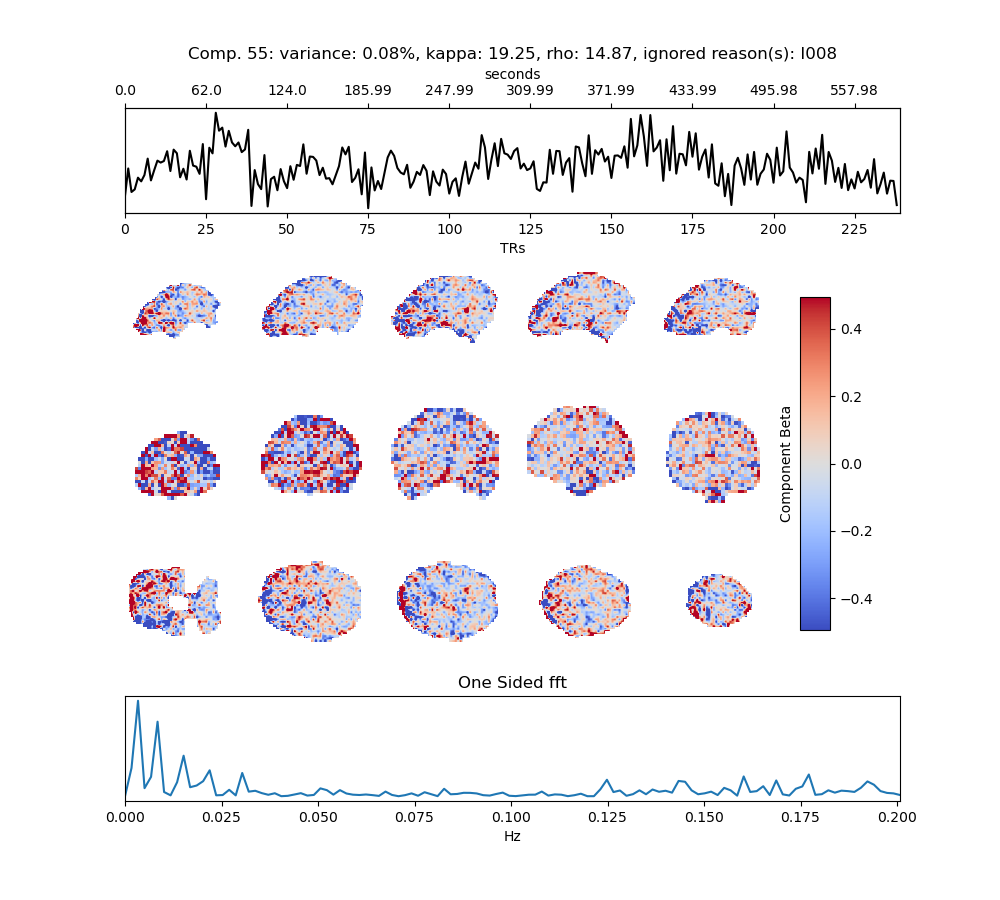 Comp. 55: variance: 0.08%, kappa: 19.25, rho: 14.87, ignored reason(s): I008
seconds
0.0 62.0 124.0 185.99 247.99 309.99 371.99 433.99 495.98 557.98
0 25 50 75 100 125 150 175 200 225
TRs
0.4
0.2
0.0
−0.2
−0.4
Component Beta
One Sided fft
0.000 0.025 0.050 0.075 0.100 0.125 0.150 0.175 0.200
Hz